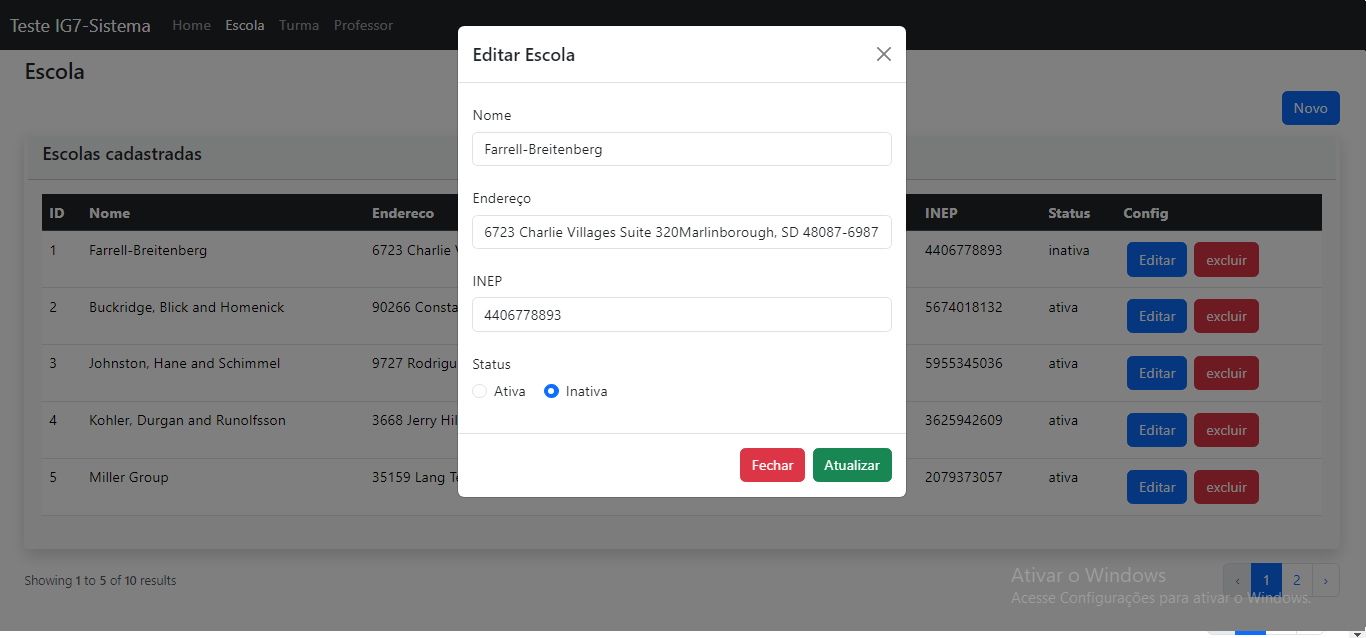 Teste IG7-Sistema Home Escola Turma Professor
Escola
Novo
Escolas cadastradas
ID Nome Endereco INEP Status Config
1 Farrell-Breitenberg 6723 Charlie 4406778893 inativa Editar excluir
2 Buckridge, Blick and Homenick 90266 5674018132 ativa Editar excluir
3 Johnston, Hane and Schimmel 9727 5955345036 ativa Editar excluir
4 Kohler, Durgan and Runolfsson 3668 Jerry 3625942609 ativa Editar excluir
5 Miller Group 35159 Lang 2079373057 ativa Editar excluir
Showing 1 to 5 of 10 results
‹ 1 2 ›
Editar Escola
Nome
Farrell-Breitenberg
Endereço
6723 Charlie Villages Suite 320Marlinborough, SD 48087-6987
INEP
4406778893
Status
Ativa Inativa
Fechar Atualizar
Ativar o Windows
Acesse Configurações para ativar o Windows.